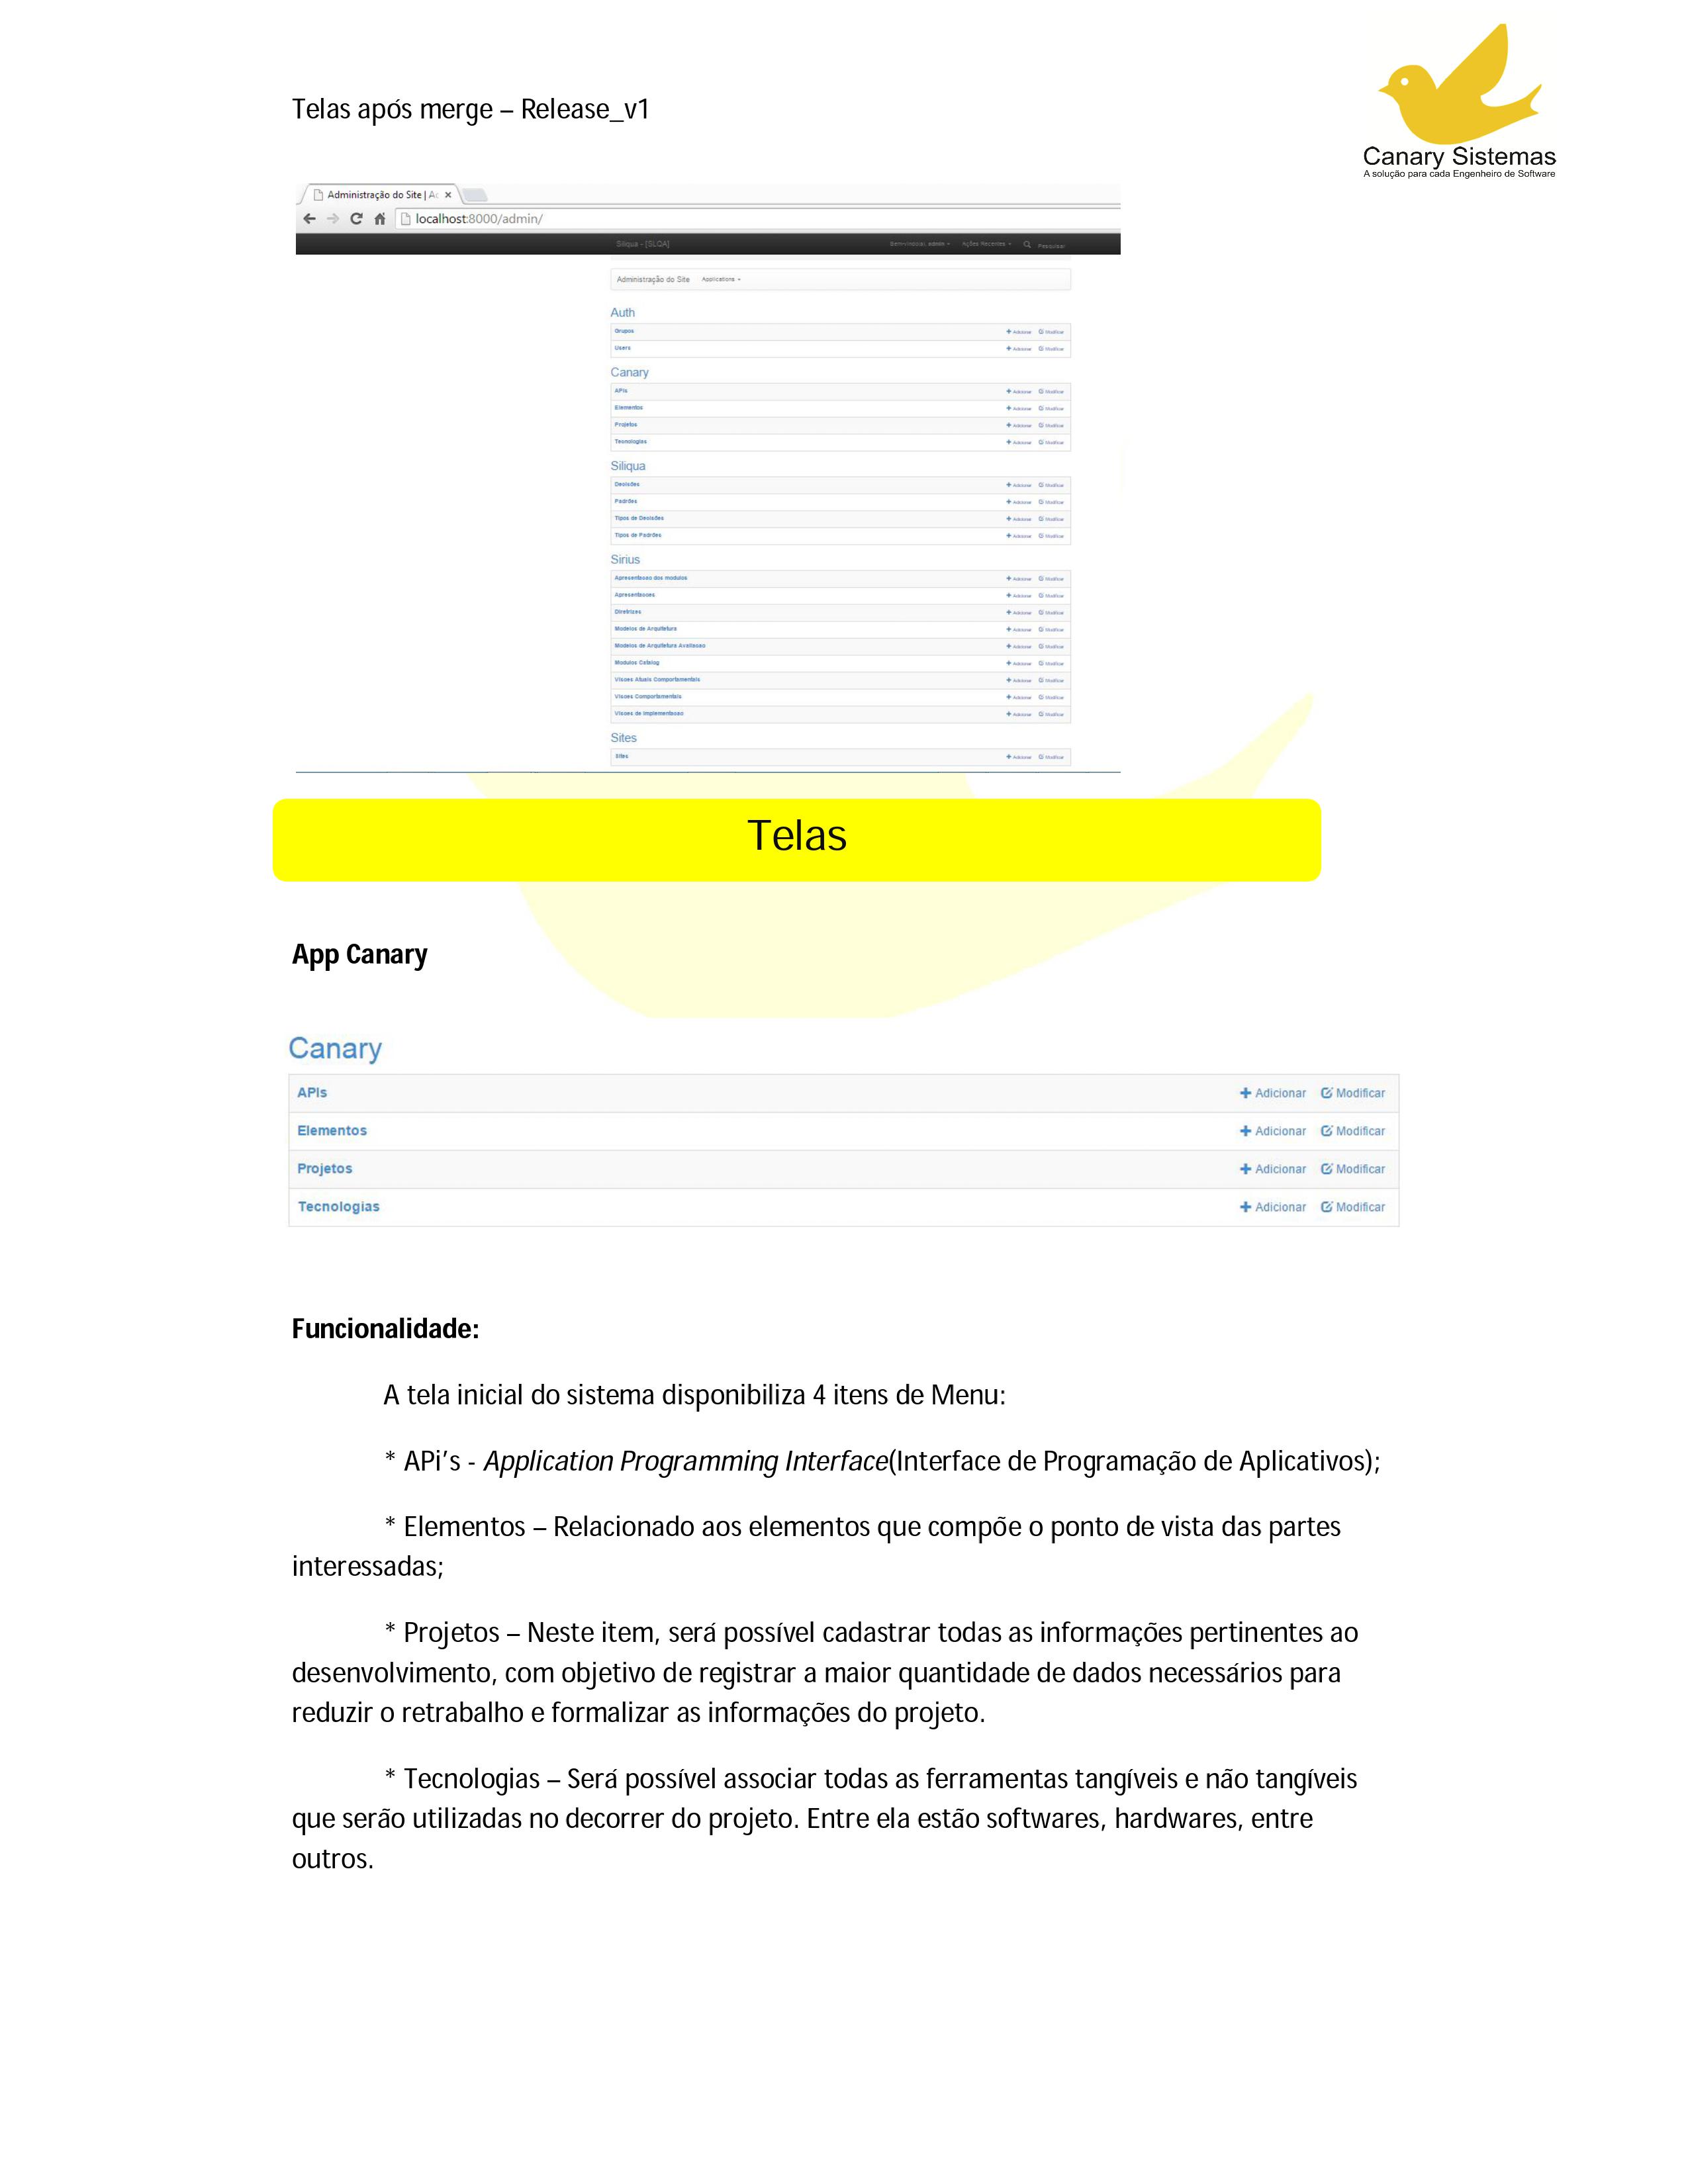 Canary Sistemas
A solução para cada Engenheiro de Software
Telas após merge – Release_v1
Administração do Site | Ac
localhost:8000/admin/
Siliqua - [SLQA] Bem-vindo(a), admin Ações Recentes Pesquisar
Administração do Site Applications
Auth
Grupos Adicionar Modificar
Users Adicionar Modificar
Canary
APIs Adicionar Modificar
Elementos Adicionar Modificar
Projetos Adicionar Modificar
Tecnologias Adicionar Modificar
Siliqua
Decisões Adicionar Modificar
Padrões Adicionar Modificar
Tipos de Decisões Adicionar Modificar
Tipos de Padrões Adicionar Modificar
Sirius
Apresentasao dos modulos Adicionar Modificar
Apresentasoes Adicionar Modificar
Diretrizes Adicionar Modificar
Modelos de Arquitetura Adicionar Modificar
Modelos de Arquitetura Avaliasao Adicionar Modificar
Modulos Catalog Adicionar Modificar
Visoes Atuais Comportamentais Adicionar Modificar
Visoes Comportamentais Adicionar Modificar
Visoes de Implementasao Adicionar Modificar
Sites
Sites Adicionar Modificar
Telas
App Canary
Canary
APIs Adicionar Modificar
Elementos Adicionar Modificar
Projetos Adicionar Modificar
Tecnologias Adicionar Modificar
Funcionalidade:
A tela inicial do sistema disponibiliza 4 itens de Menu:
* APi’s - Application Programming Interface(Interface de Programação de Aplicativos);
* Elementos – Relacionado aos elementos que compõe o ponto de vista das partes
interessadas;
* Projetos – Neste item, será possível cadastrar todas as informações pertinentes ao
desenvolvimento, com objetivo de registrar a maior quantidade de dados necessários para
reduzir o retrabalho e formalizar as informações do projeto.
* Tecnologias – Será possível associar todas as ferramentas tangíveis e não tangíveis
que serão utilizadas no decorrer do projeto. Entre ela estão softwares, hardwares, entre
outros.